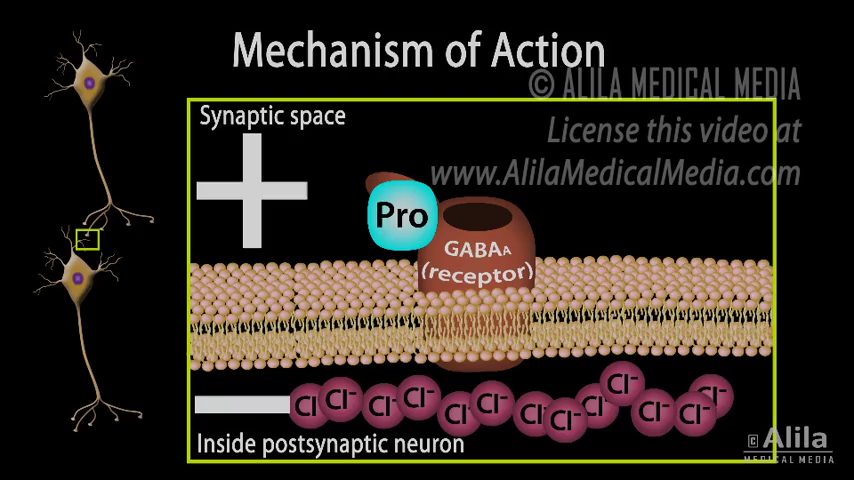 Mechanism of Action
© ALILA MEDICAL MEDIA
License this video at
www.AlilaMedicalMedia.com
Synaptic space
Pro
GABAA
(receptor)
Cl Cl- Cl- Cl- Cl- Cl- Cl Cl- Cl- Cl- Cl- Cl- Cl-
Inside postsynaptic neuron
Alila
MEDICAL MEDIA